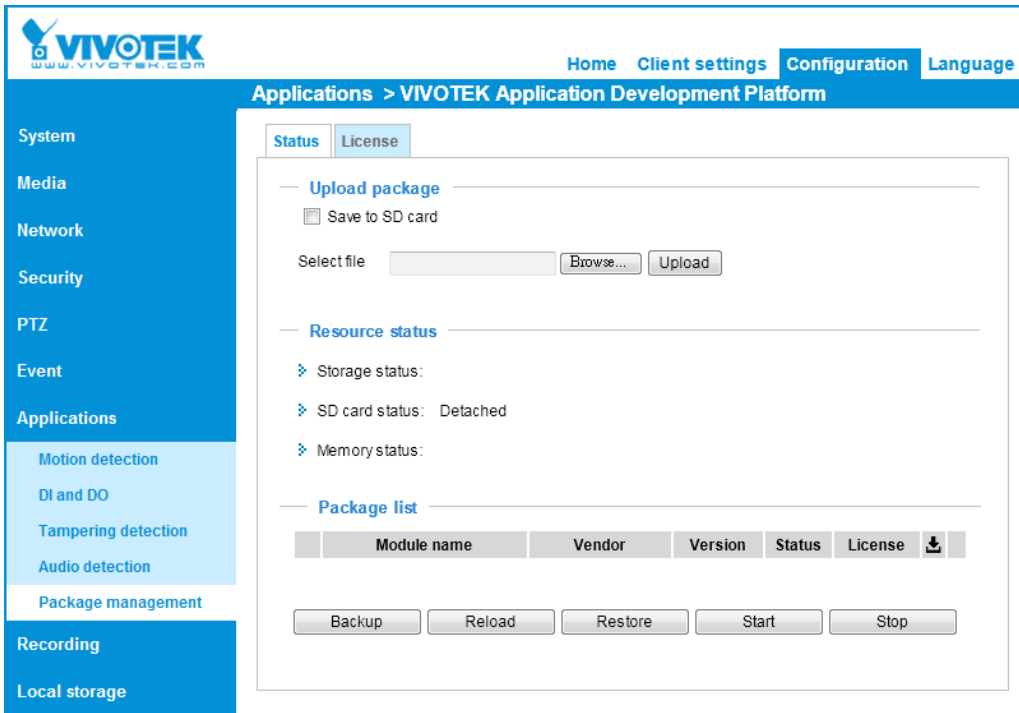 VIVOTEK
www.vivotek.com
Home Client settings Configuration Language
Applications > VIVOTEK Application Development Platform
System
Media
Network
Security
PTZ
Event
Applications
Motion detection
DI and DO
Tampering detection
Audio detection
Package management
Recording
Local storage
Status License
Upload package
Save to SD card
Select file Browse... Upload
Resource status
Storage status:
SD card status: Detached
Memory status:
Package list
Module name Vendor Version Status License
Backup Reload Restore Start Stop